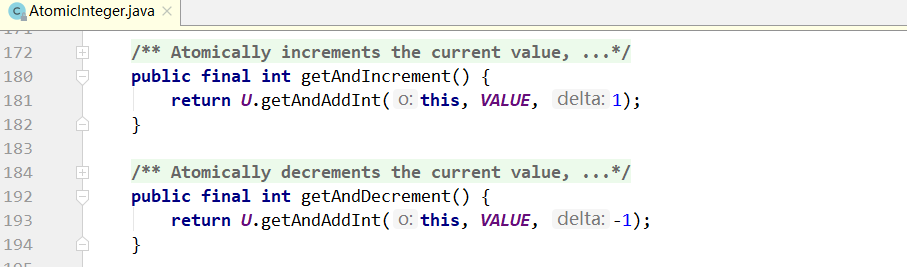 AtomicInteger.java
172 /** Atomically increments the current value, ...*/
180 public final int getAndIncrement() {
181 return U.getAndAddInt( o: this, VALUE, delta: 1);
182 }
183
184 /** Atomically decrements the current value, ...*/
192 public final int getAndDecrement() {
193 return U.getAndAddInt( o: this, VALUE, delta: -1);
194 }